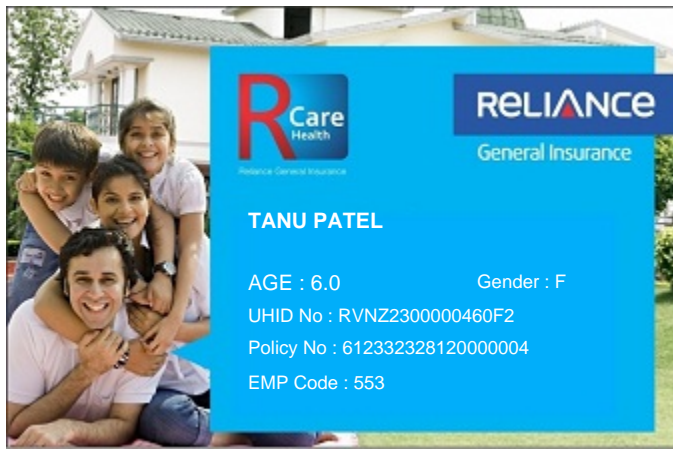 RCare
Health
Reliance General Insurance
RELIANCE
General Insurance
TANU PATEL
AGE : 6.0 Gender : F
UHID No : RVNZ2300000460F2
Policy No : 612332328120000004
EMP Code : 553